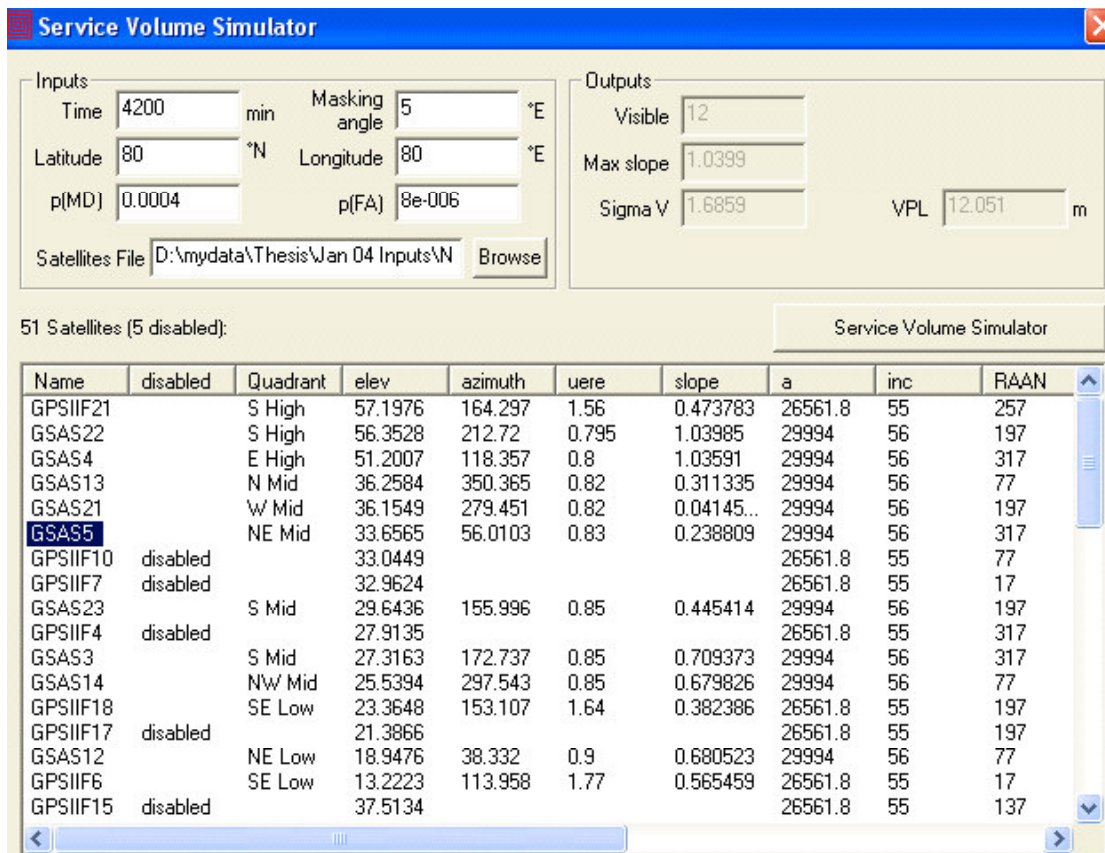 Service Volume Simulator
Inputs
Time 4200 min Masking angle 5 °E
Latitude 80 °N Longitude 80 °E
p(MD) 0.0004 p(FA) 8e-006
Satellites File D:\mydata\Thesis\Jan 04 Inputs\N Browse
Outputs
Visible 12
Max slope 1.0399
Sigma V 1.6859 VPL 12.051 m
51 Satellites (5 disabled):
Service Volume Simulator
Name disabled Quadrant elev azimuth uere slope a inc RAAN
GPSIIF21 S High 57.1976 164.297 1.56 0.473783 26561.8 55 257
GSAS22 S High 56.3528 212.72 0.795 1.03985 29994 56 197
GSAS4 E High 51.2007 118.357 0.8 1.03591 29994 56 317
GSAS13 N Mid 36.2584 350.365 0.82 0.311335 29994 56 77
GSAS21 W Mid 36.1549 279.451 0.82 0.04145... 29994 56 197
GSAS5 NE Mid 33.6565 56.0103 0.83 0.238809 29994 56 317
GPSIIF10 disabled 33.0449 26561.8 55 77
GPSIIF7 disabled 32.9624 26561.8 55 17
GSAS23 S Mid 29.6436 155.996 0.85 0.445414 29994 56 197
GPSIIF4 disabled 27.9135 26561.8 55 317
GSAS3 S Mid 27.3163 172.737 0.85 0.709373 29994 56 317
GSAS14 NW Mid 25.5394 297.543 0.85 0.679826 29994 56 77
GPSIIF18 SE Low 23.3648 153.107 1.64 0.382386 26561.8 55 197
GPSIIF17 disabled 21.3866 26561.8 55 197
GSAS12 NE Low 18.9476 38.332 0.9 0.680523 29994 56 77
GPSIIF6 SE Low 13.2223 113.958 1.77 0.565459 26561.8 55 17
GPSIIF15 disabled 37.5134 26561.8 55 137